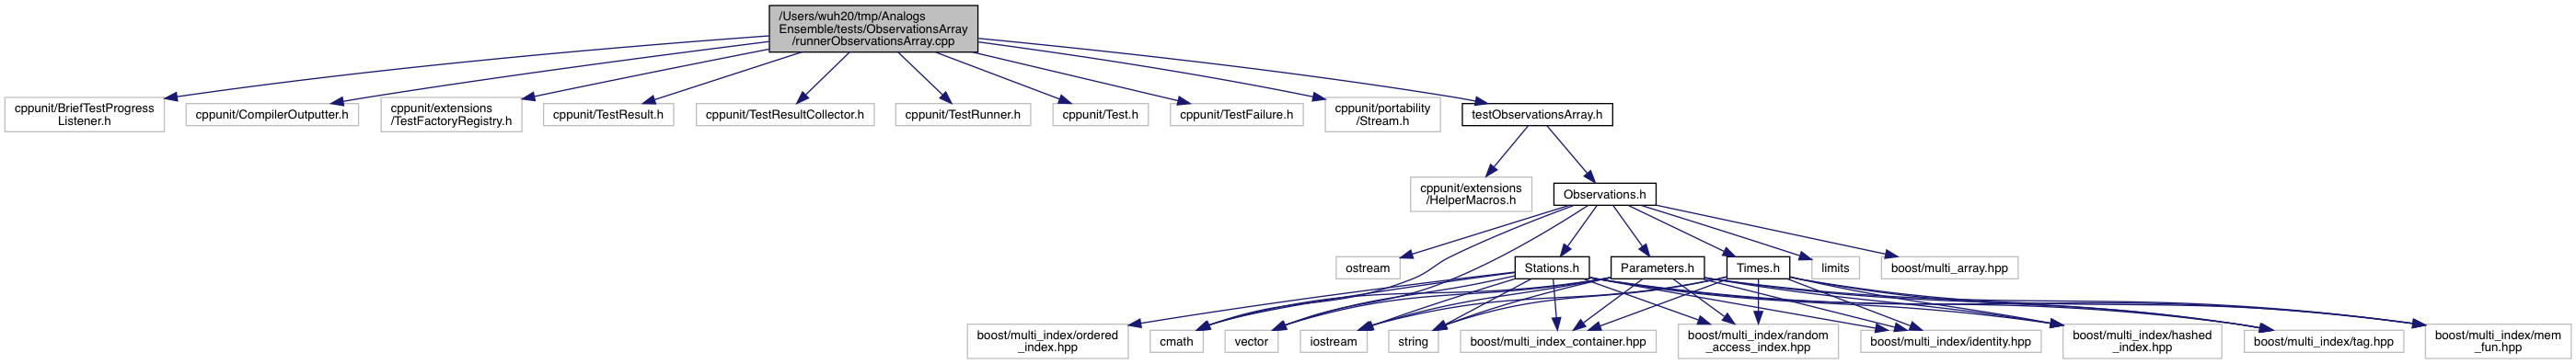 /Users/wuh20/tmp/Analogs
Ensemble/tests/ObservationsArray
/runnerObservationsArray.cpp
cppunit/BriefTestProgress
Listener.h
cppunit/CompilerOutputter.h
cppunit/extensions
/TestFactoryRegistry.h
cppunit/TestResult.h
cppunit/TestResultCollector.h
cppunit/TestRunner.h
cppunit/Test.h
cppunit/TestFailure.h
cppunit/portability
/Stream.h
testObservationsArray.h
cppunit/extensions
/HelperMacros.h
Observations.h
ostream
Stations.h
Parameters.h
Times.h
limits
boost/multi_array.hpp
boost/multi_index/ordered
_index.hpp
cmath
vector
iostream
string
boost/multi_index_container.hpp
boost/multi_index/random
_access_index.hpp
boost/multi_index/identity.hpp
boost/multi_index/hashed
_index.hpp
boost/multi_index/tag.hpp
boost/multi_index/mem
_fun.hpp